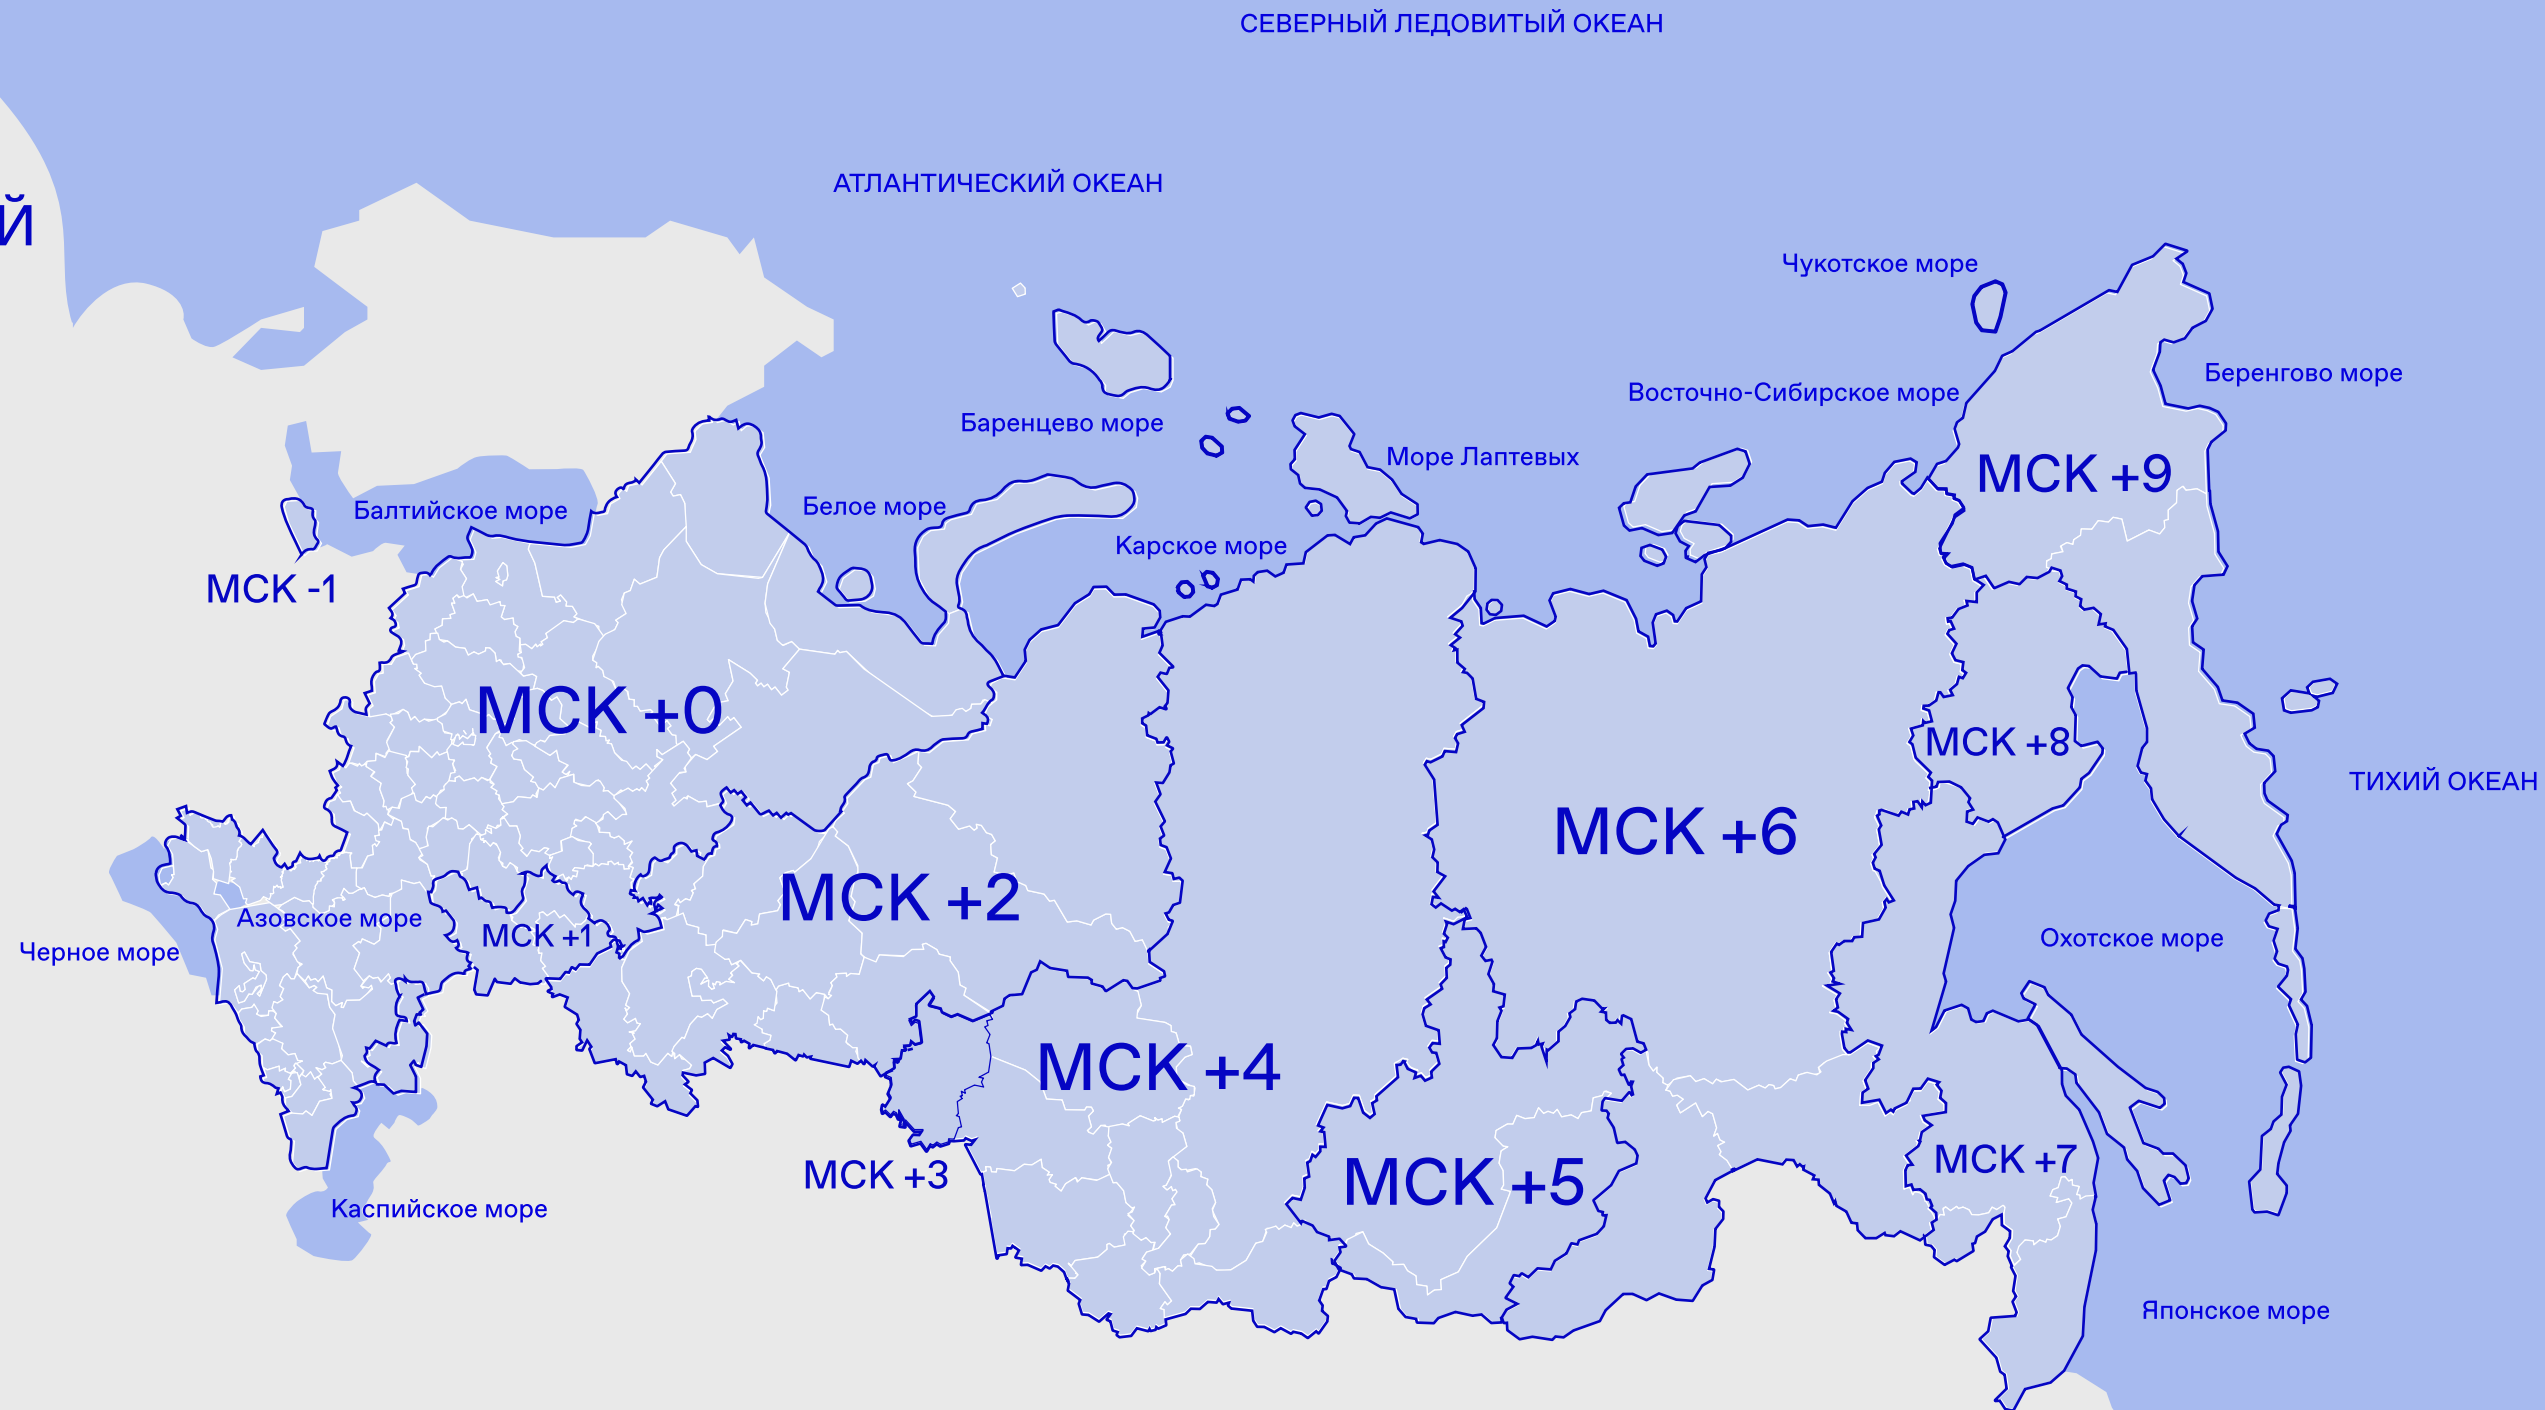 СЕВЕРНЫЙ ЛЕДОВИТЫЙ ОКЕАН
АТЛАНТИЧЕСКИЙ ОКЕАН
Й
Чукотское море
Беренгово море
Восточно-Сибирское море
Баренцево море
Море Лаптевых
МСК +9
Белое море
Балтийское море
Карское море
МСК -1
МСК +0
МСК +8
ТИХИЙ ОКЕАН
МСК +6
МСК +2
Азовское море
МСК +1
Охотское море
Черное море
МСК +4
МСК +7
МСК +3
МСК +5
Каспийское море
Японское море